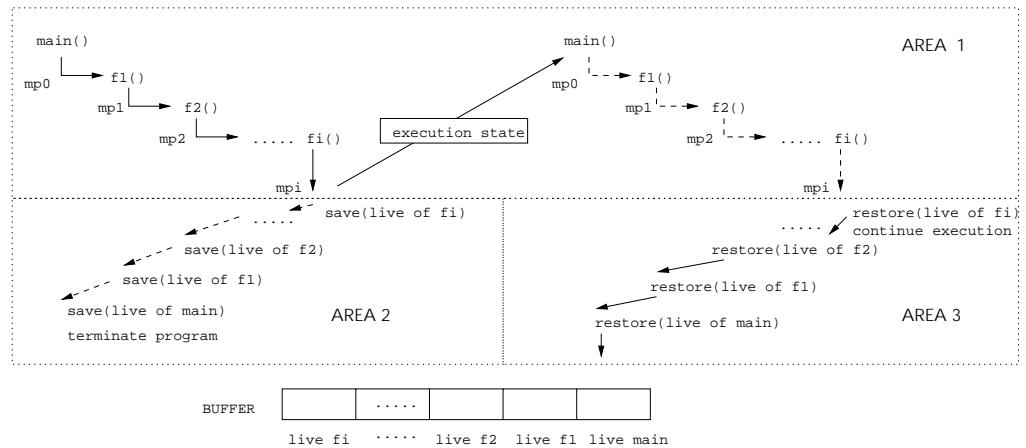 main()
mp0
f1()
mp1
f2()
mp2
..... fi()
mpi
execution state
main()
mp0
f1()
mp1
f2()
mp2
..... fi()
mpi
AREA 1
save(live of fi)
.....
save(live of f2)
save(live of f1)
save(live of main)
terminate program
AREA 2
restore(live of fi)
continue execution
.....
restore(live of f2)
restore(live of f1)
restore(live of main)
AREA 3
BUFFER
.....
live fi ..... live f2 live f1 live main